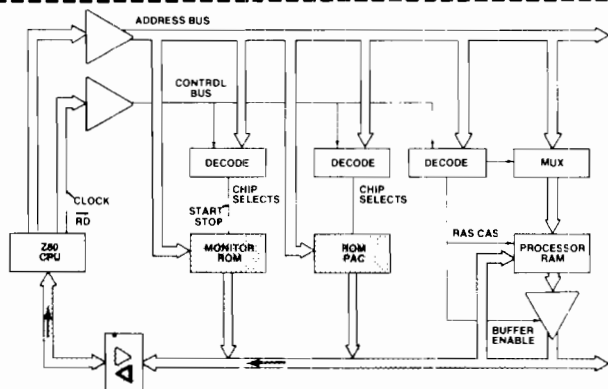 ADDRESS BUS
CONTROL
BUS
DECODE
DECODE
DECODE
MUX
CHIP
SELECTS
CHIP
SELECTS
CLOCK
RD
START
STOP
RAS CAS
Z80
CPU
MONITOR
ROM
ROM
PAC
PROCESSOR
RAM
BUFFER
ENABLE